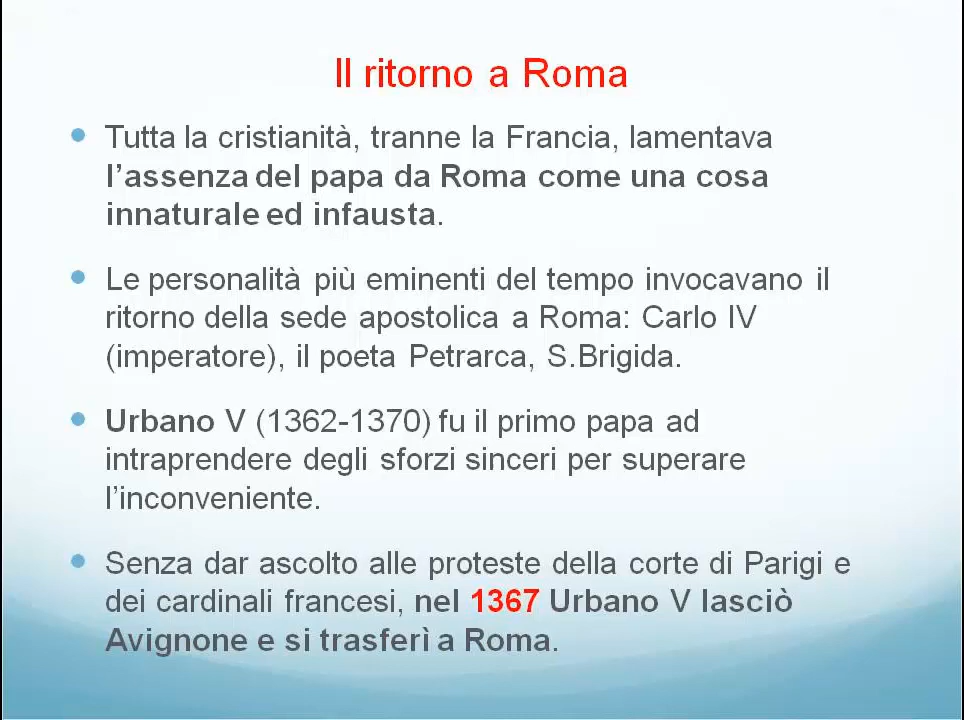 Il ritorno a Roma
• Tutta la cristianità, tranne la Francia, lamentava
l'assenza del papa da Roma come una cosa
innaturale ed infausta.
• Le personalità più eminenti del tempo invocavano il
ritorno della sede apostolica a Roma: Carlo IV
(imperatore), il poeta Petrarca, S.Brigida.
• Urbano V (1362-1370) fu il primo papa ad
intraprendere degli sforzi sinceri per superare
l'inconveniente.
• Senza dar ascolto alle proteste della corte di Parigi e
dei cardinali francesi, nel 1367 Urbano V lasciò
Avignone e si trasferì a Roma.